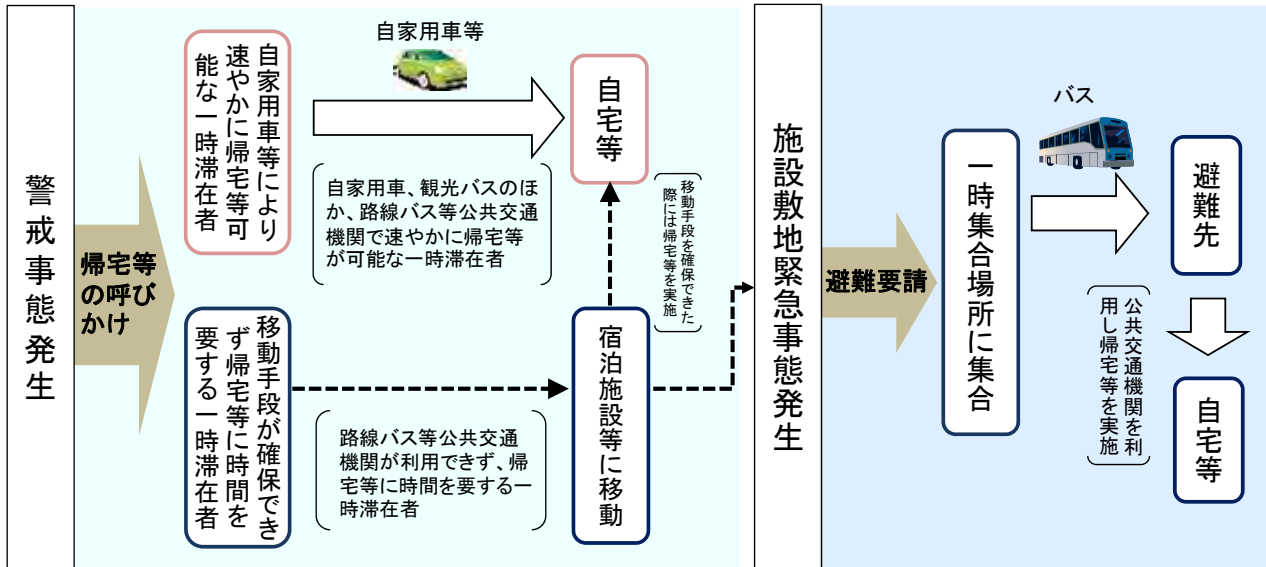 警戒事態発生
帰宅等
の呼び
かけ
自家用車等により
速やかに帰宅等可
能な一時滞在者
自家用車等
自家用車、観光バスのほ
か、路線バス等公共交通
機関で速やかに帰宅等
が可能な一時滞在者
自宅等
移動手段が確保でき
ず帰宅等に時間を
要する一時滞在者
路線バス等公共交通
機関が利用できず、帰
宅等に時間を要する一
時滞在者
宿泊施設等に移動
移動手段を確保できた
際には帰宅等を実施
施設敷地緊急事態発生
避難要請
一時集合場所に集合
バス
避難先
公共交通機関を利
用し帰宅等を実施
自宅等